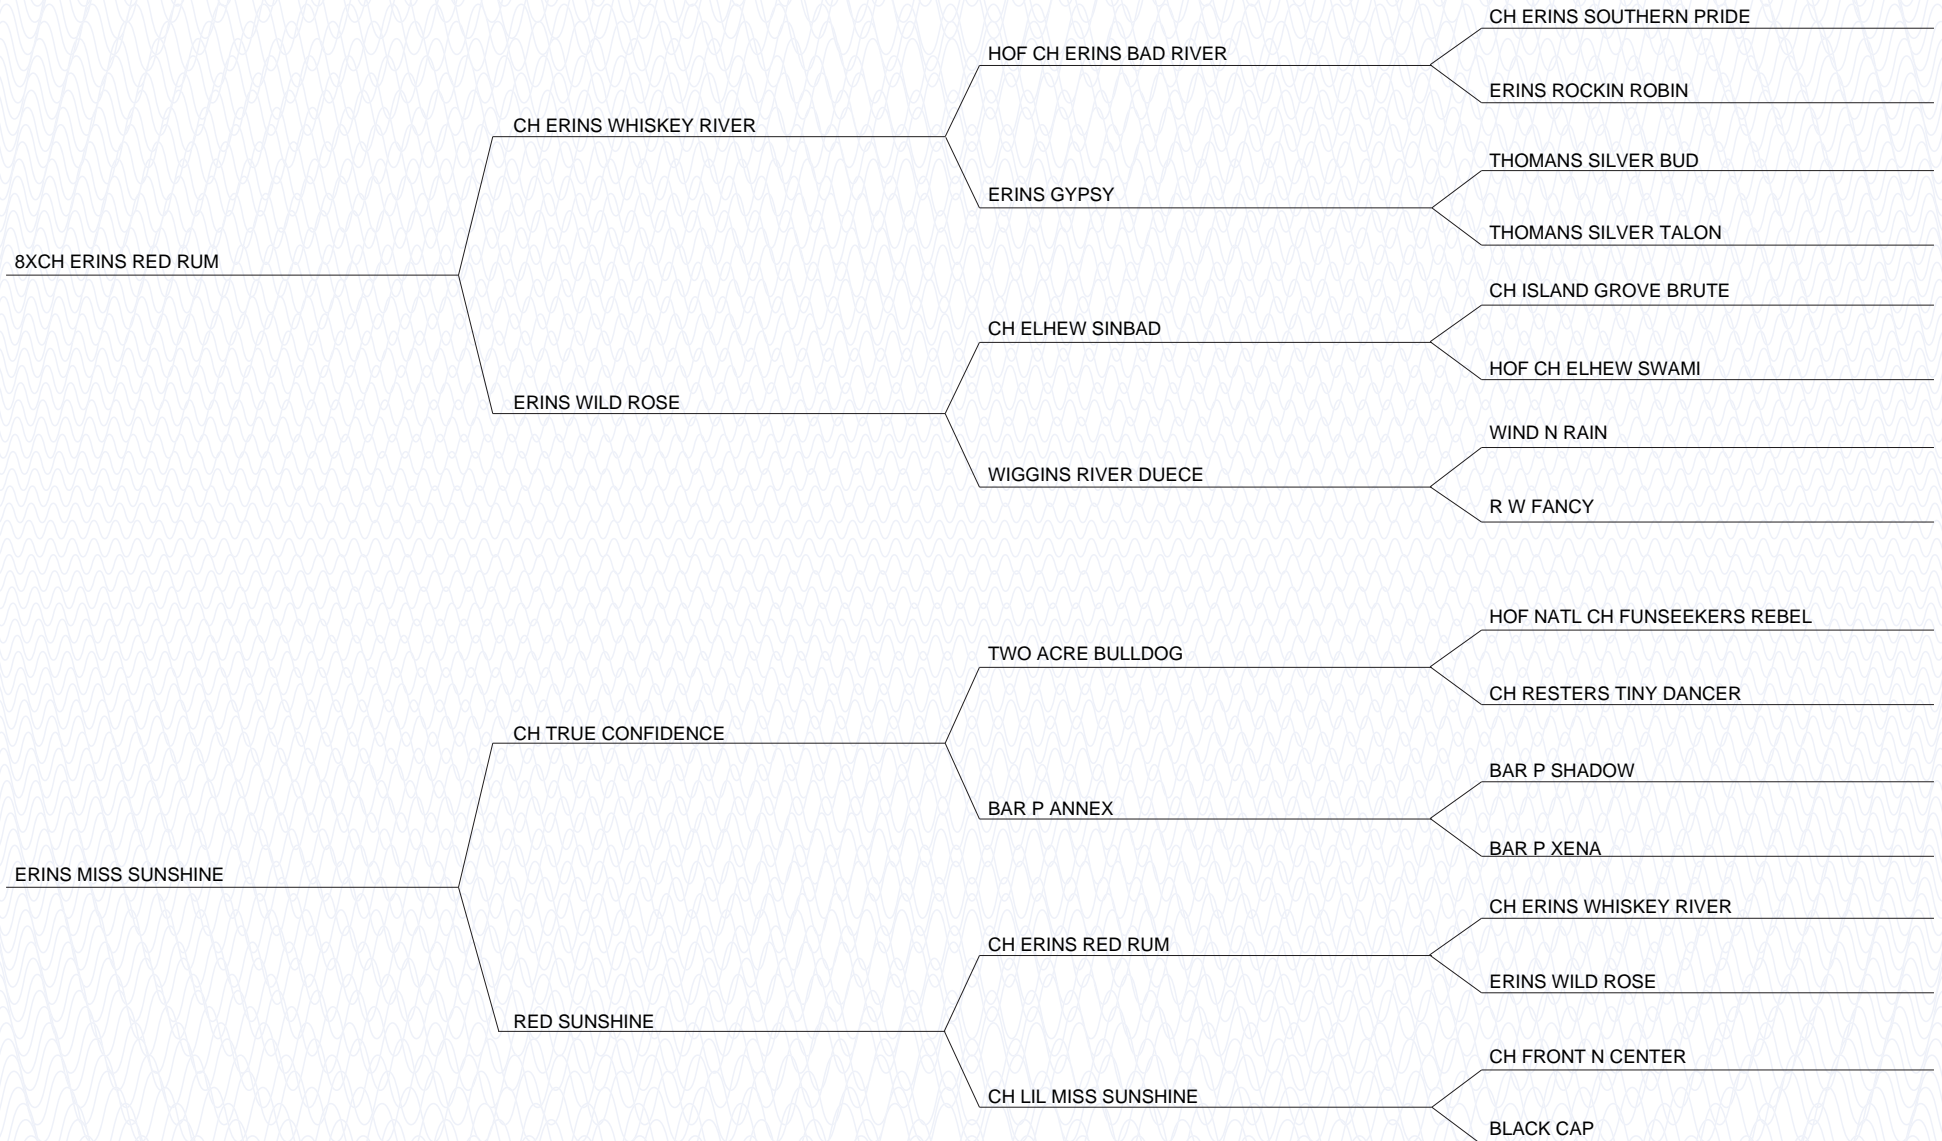 CH ERINS SOUTHERN PRIDE
HOF CH ERINS BAD RIVER
ERINS ROCKIN ROBIN
CH ERINS WHISKEY RIVER
THOMANS SILVER BUD
ERINS GYPSY
THOMANS SILVER TALON
8XCH ERINS RED RUM
CH ISLAND GROVE BRUTE
CH ELHEW SINBAD
HOF CH ELHEW SWAMI
ERINS WILD ROSE
WIND N RAIN
WIGGINS RIVER DUECE
R W FANCY
HOF NATL CH FUNSEEKERS REBEL
TWO ACRE BULLDOG
CH RESTERS TINY DANCER
CH TRUE CONFIDENCE
BAR P SHADOW
BAR P ANNEX
BAR P XENA
ERINS MISS SUNSHINE
CH ERINS WHISKEY RIVER
CH ERINS RED RUM
ERINS WILD ROSE
RED SUNSHINE
CH FRONT N CENTER
CH LIL MISS SUNSHINE
BLACK CAP